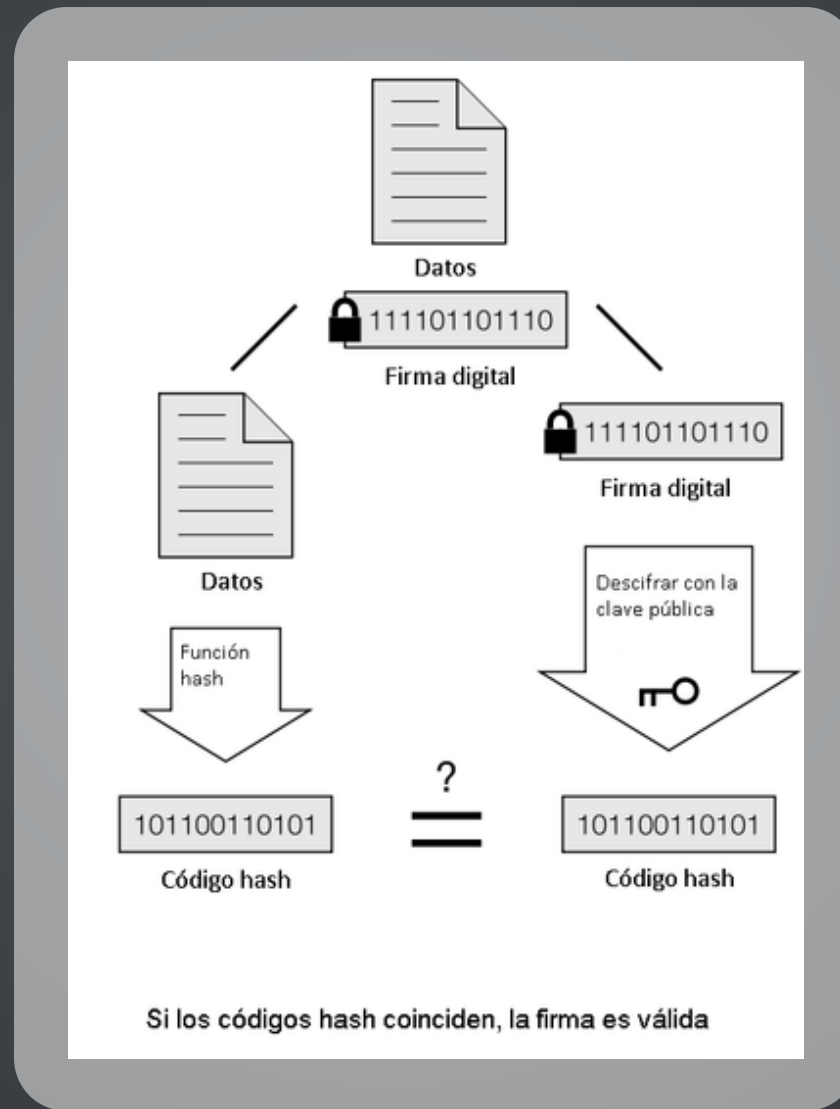 Datos
111101101110
Firma digital
111101101110
Firma digital
Datos
Descifrar con la
clave pública
Función
hash
?
101100110101
101100110101
Código hash
Código hash
Si los códigos hash coinciden, la firma es válida